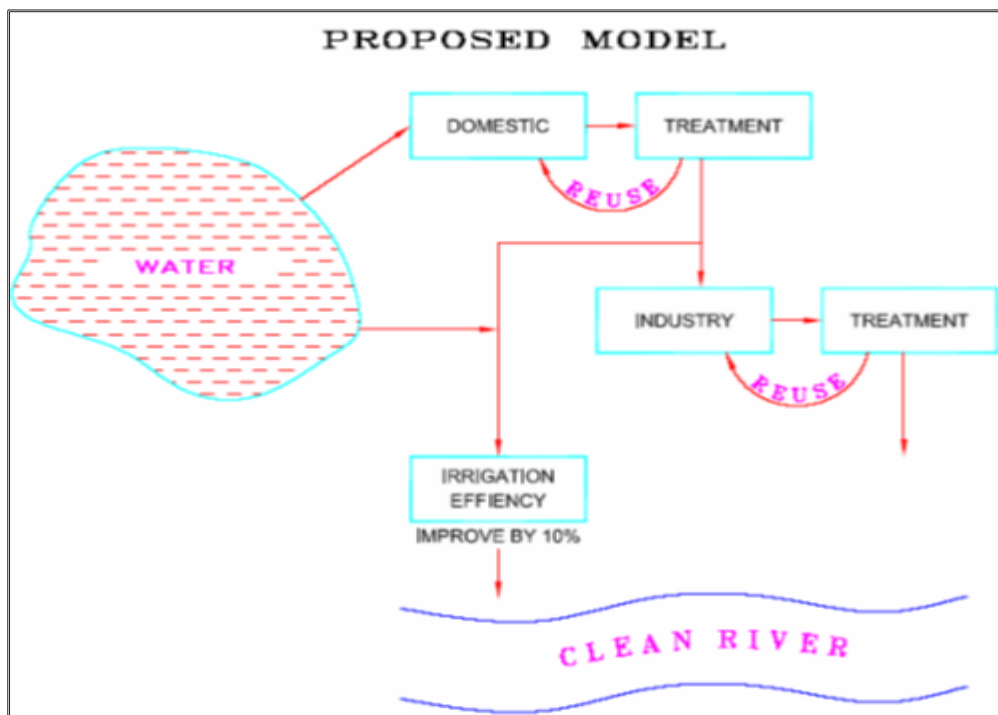 PROPOSED MODEL
DOMESTIC
TREATMENT
REUSE
WATER
INDUSTRY
TREATMENT
REUSE
IRRIGATION
EFFIENCY
IMPROVE BY 10%
CLEAN RIVER